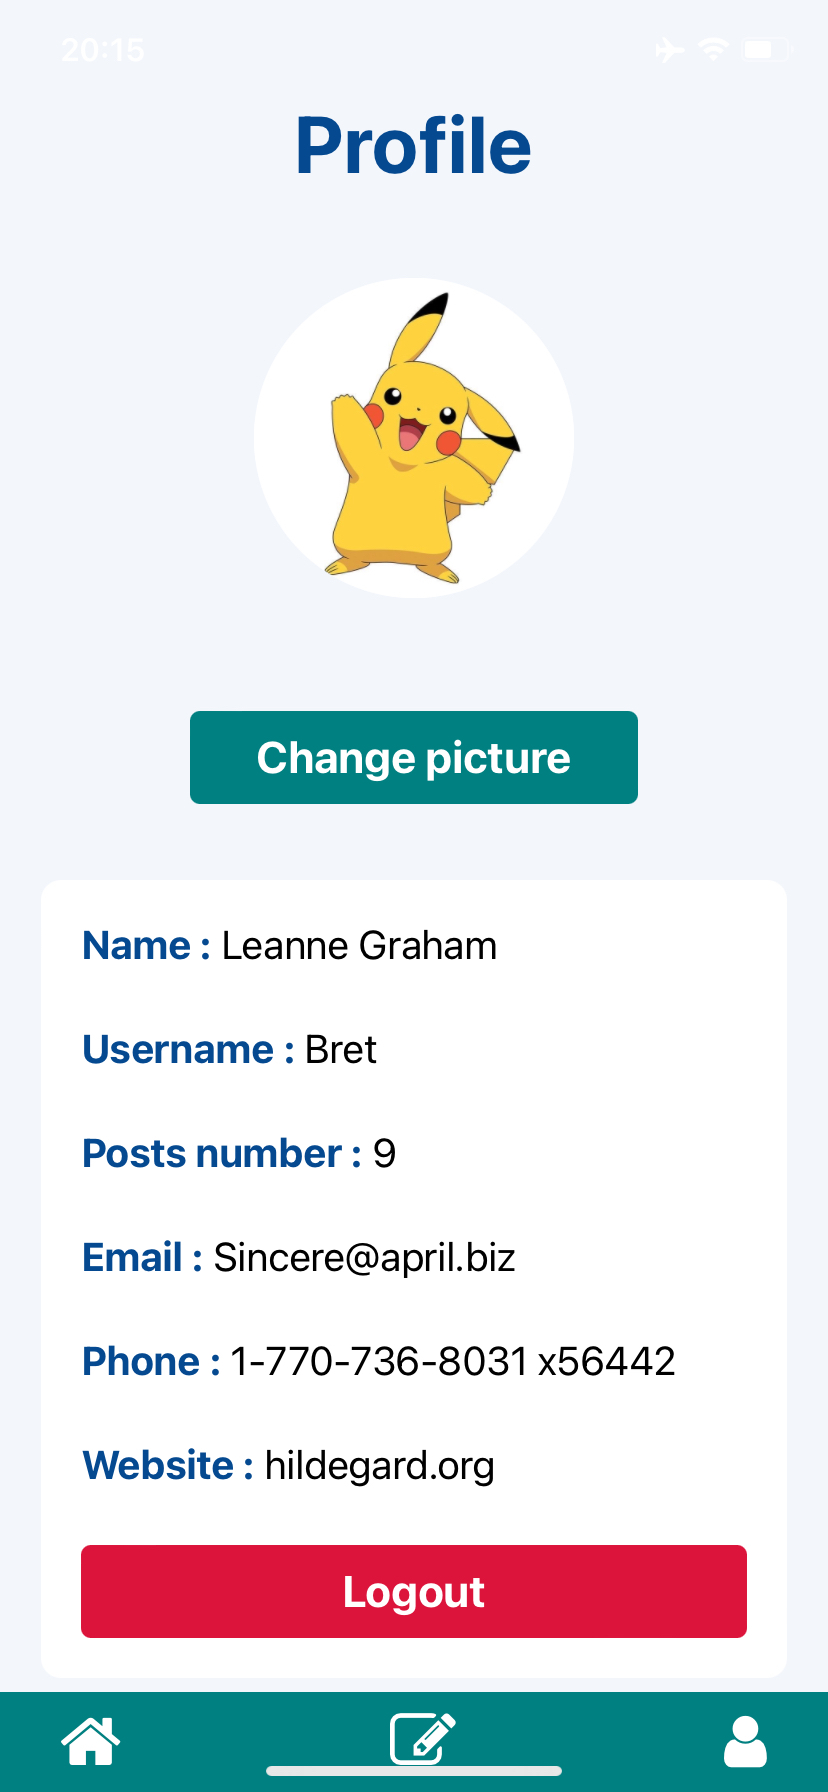 20:15
Profile
Change picture
Name : Leanne Graham
Username : Bret
Posts number : 9
Email : Sincere@april.biz
Phone : 1-770-736-8031 x56442
Website : hildegard.org
Logout